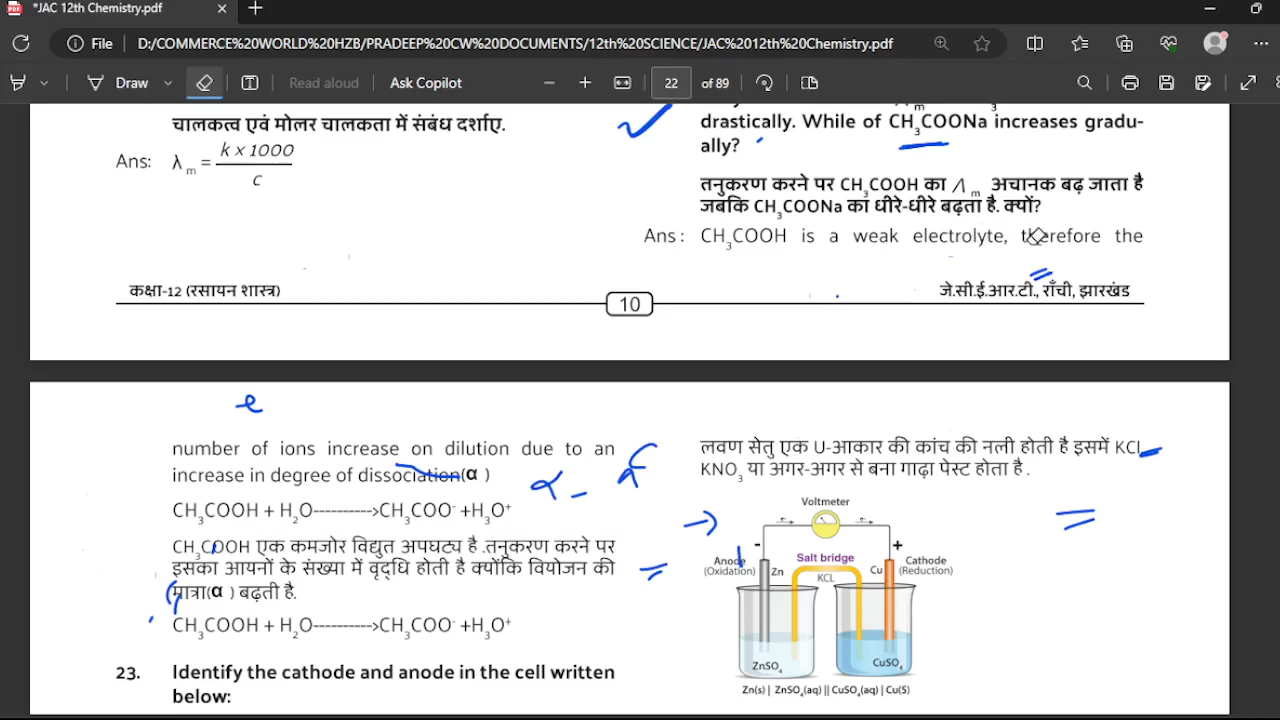 *JAC 12th Chemistry.pdf
File
D:/COMMERCE%20WORLD%20HZB/PRADEEP%20CW%20DOCUMENTS/12th%20SCIENCE/JAC%2012th%20Chemistry.pdf
Draw
Read aloud
Ask Copilot
22
of 89
चालकत्व एवं मोलर चालकता में संबंध दर्शाए.
Ans: λm = k x 1000
c
drastically. While of CH3COONa increases gradu-
ally?
तनुकरण करने पर CH3COOH का Λm अचानक बढ़ जाता है
जबकि CH3COONa का धीरे-धीरे बढ़ता है. क्यों?
Ans : CH3COOH is a weak electrolyte, therefore the
कक्षा-12 (रसायन शास्त्र)
10
जे.सी.ई.आर.टी., राँची, झारखंड
e
number of ions increase on dilution due to an
increase in degree of dissociation(α )
CH3COOH + H2O---------->CH3COO- +H3O+
CH3COOH एक कमजोर विद्युत अपघट्य है .तनुकरण करने पर
इसका आयनों के संख्या में वृद्धि होती है क्योंकि वियोजन की
मात्रा(α ) बढ़ती है.
CH3COOH + H2O---------->CH3COO- +H3O+
23. Identify the cathode and anode in the cell written
below:
लवण सेतु एक U-आकार की कांच की नली होती है इसमें KCl
KNO3 या अगर-अगर से बना गाढ़ा पेस्ट होता है .
Voltmeter
e-
e-
-
+
Anode
(Oxidation)
Zn
Salt bridge
KCL
Cu
Cathode
(Reduction)
ZnSO4
CuSO4
Zn(s) | ZnSO4(aq) || CuSO4(aq) | Cu(S)